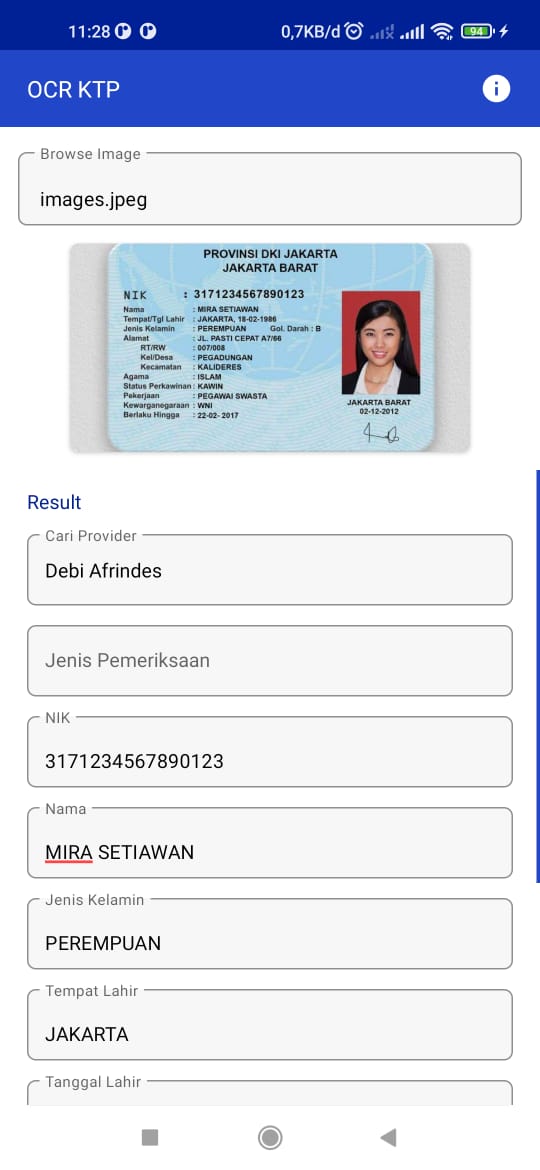 11:28
0,7KB/d
94
OCR KTP
Browse Image
images.jpeg
PROVINSI DKI JAKARTA
JAKARTA BARAT
NIK : 3171234567890123
Nama : MIRA SETIAWAN
Tempat/Tgl Lahir : JAKARTA, 18-02-1986
Jenis Kelamin : PEREMPUAN Gol. Darah : B
Alamat : JL. PASTI CEPAT A7/66
RT/RW : 007/008
Kel/Desa : PEGADUNGAN
Kecamatan : KALIDERES
Agama : ISLAM
Status Perkawinan : KAWIN
Pekerjaan : PEGAWAI SWASTA
Kewarganegaraan : WNI
Berlaku Hingga : 22-02-2017
JAKARTA BARAT
02-12-2012
Result
Cari Provider
Debi Afrindes
Jenis Pemeriksaan
NIK
3171234567890123
Nama
MIRA SETIAWAN
Jenis Kelamin
PEREMPUAN
Tempat Lahir
JAKARTA
Tanggal Lahir